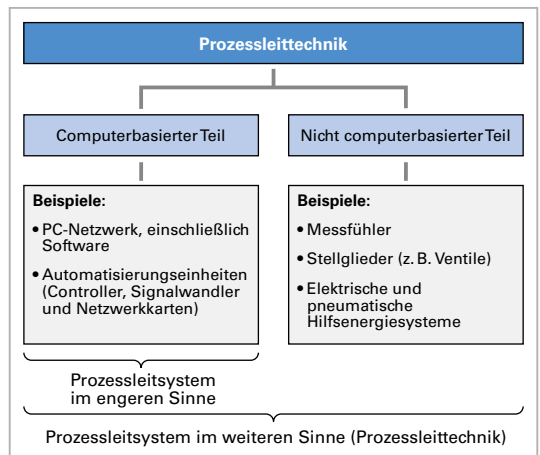 Prozessleittechnik
Computerbasierter Teil
Nicht computerbasierter Teil
Beispiele:
• PC-Netzwerk, einschließlich
Software
• Automatisierungseinheiten
(Controller, Signalwandler
und Netzwerkkarten)
Beispiele:
• Messfühler
• Stellglieder (z. B. Ventile)
• Elektrische und
pneumatische
Hilfsenergiesysteme
Prozessleitsystem
im engeren Sinne
Prozessleitsystem im weiteren Sinne (Prozessleittechnik)